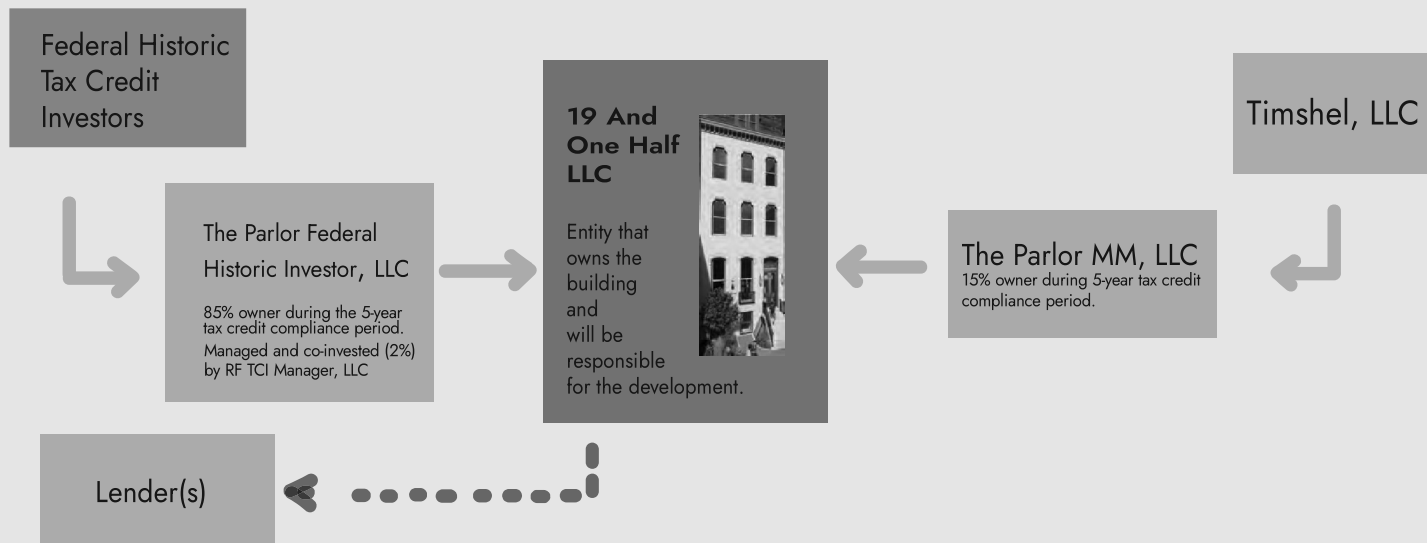 Federal Historic
Tax Credit
Investors
The Parlor Federal
Historic Investor, LLC
85% owner during the 5-year
tax credit compliance period.
Managed and co-invested (2%)
by RF TCI Manager, LLC
Lender(s)
19 And
One Half
LLC
Entity that
owns the
building
and
will be
responsible
for the development.
Timshel, LLC
The Parlor MM, LLC
15% owner during 5-year tax credit
compliance period.